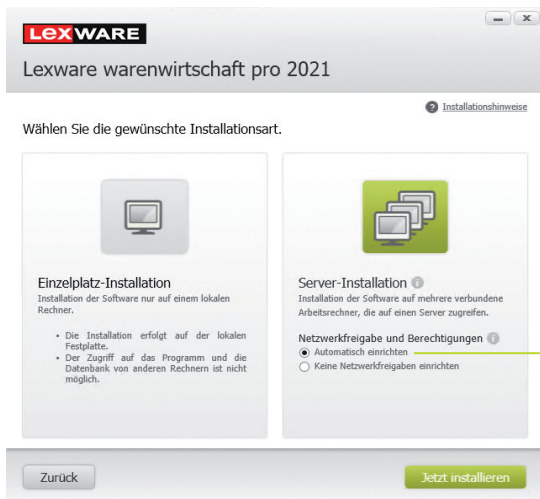 LEXWARE
Lexware warenwirtschaft pro 2021
Installationshinweise
Wählen Sie die gewünschte Installationsart.
Einzelplatz-Installation
Installation der Software nur auf einem lokalen
Rechner.
• Die Installation erfolgt auf der lokalen
Festplatte.
• Der Zugriff auf das Programm und die
Datenbank von anderen Rechnern ist nicht
möglich.
Server-Installation
Installation der Software auf mehrere verbundene
Arbeitsrechner, die auf einen Server zugreifen.
Netzwerkfreigabe und Berechtigungen
Automatisch einrichten
Keine Netzwerkfreigaben einrichten
Zurück
Jetzt installieren